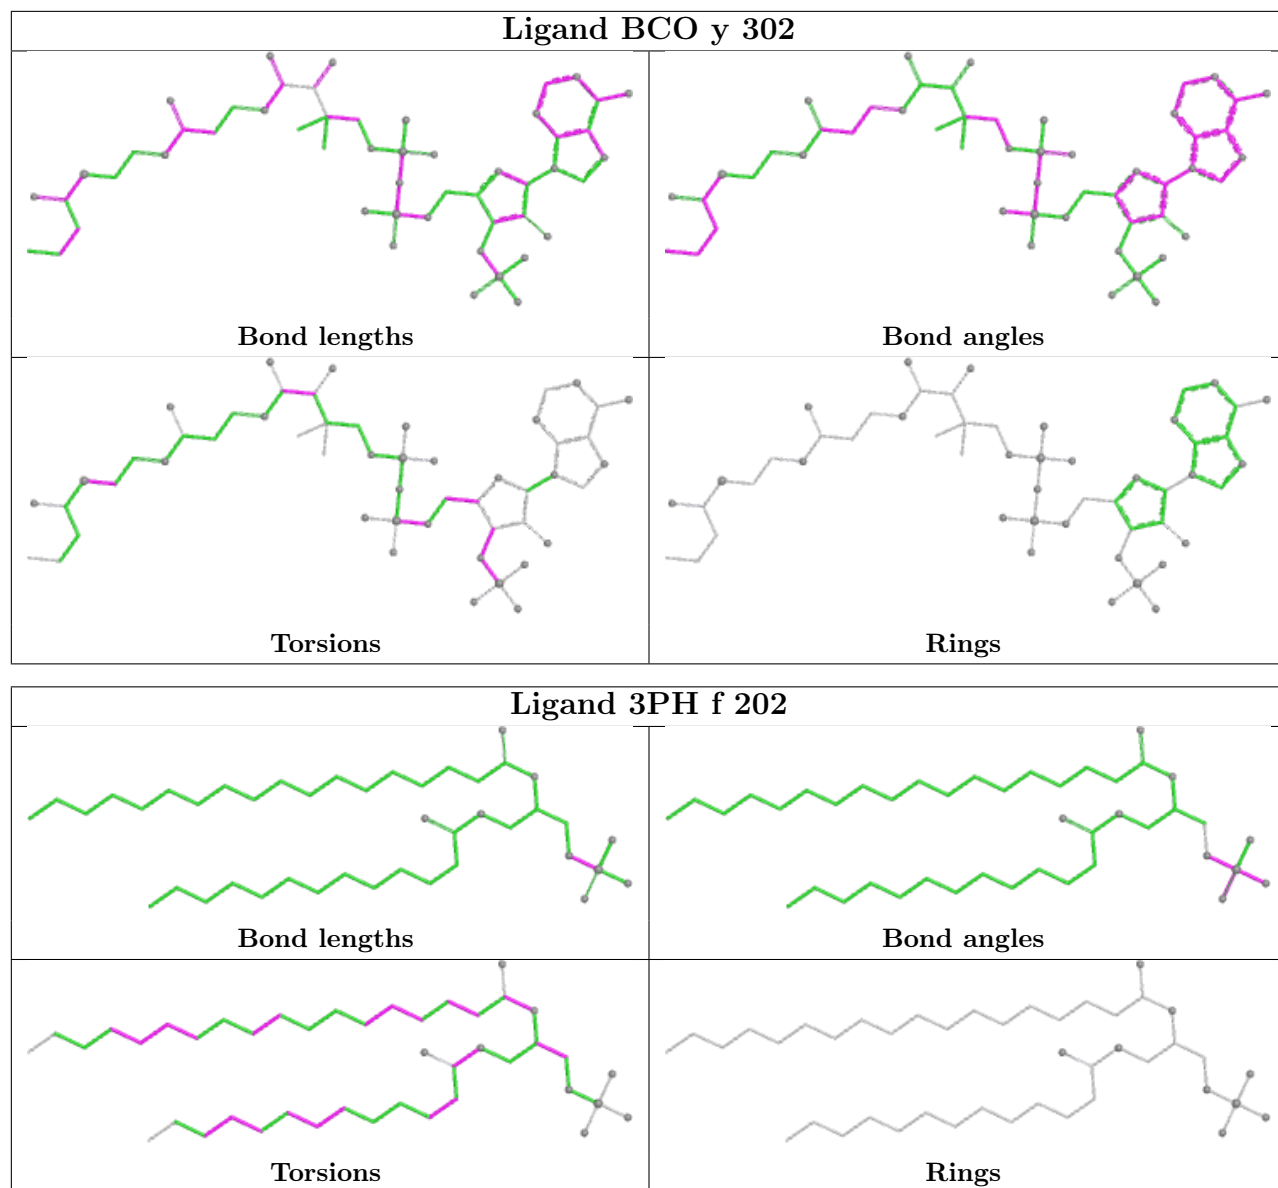 Ligand BCO y 302
Bond lengths
Bond angles
Torsions
Rings
Ligand 3PH f 202
Bond lengths
Bond angles
Torsions
Rings